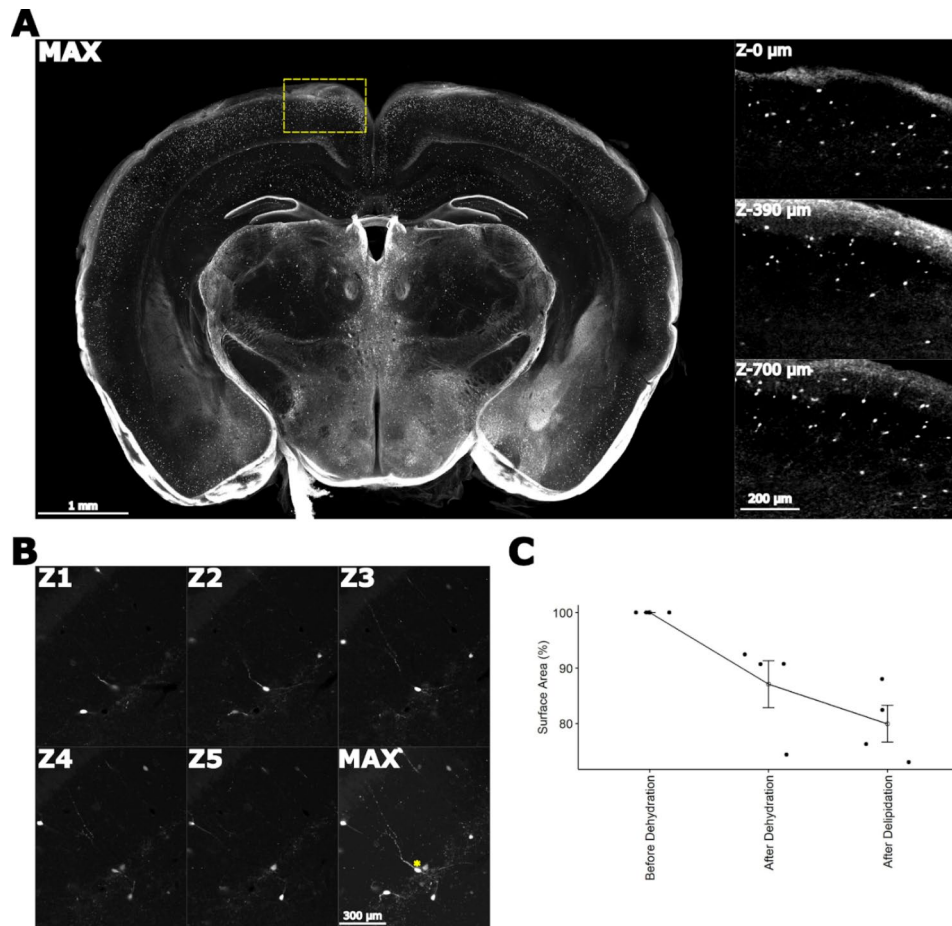 A
MAX
1 mm
Z-0 µm
Z-390 µm
Z-700 µm
200 µm
B
Z1
Z2
Z3
Z4
Z5
MAX
*
300 µm
C
Surface Area (%)
100
90
80
Before Dehydration
After Dehydration
After Delipidation